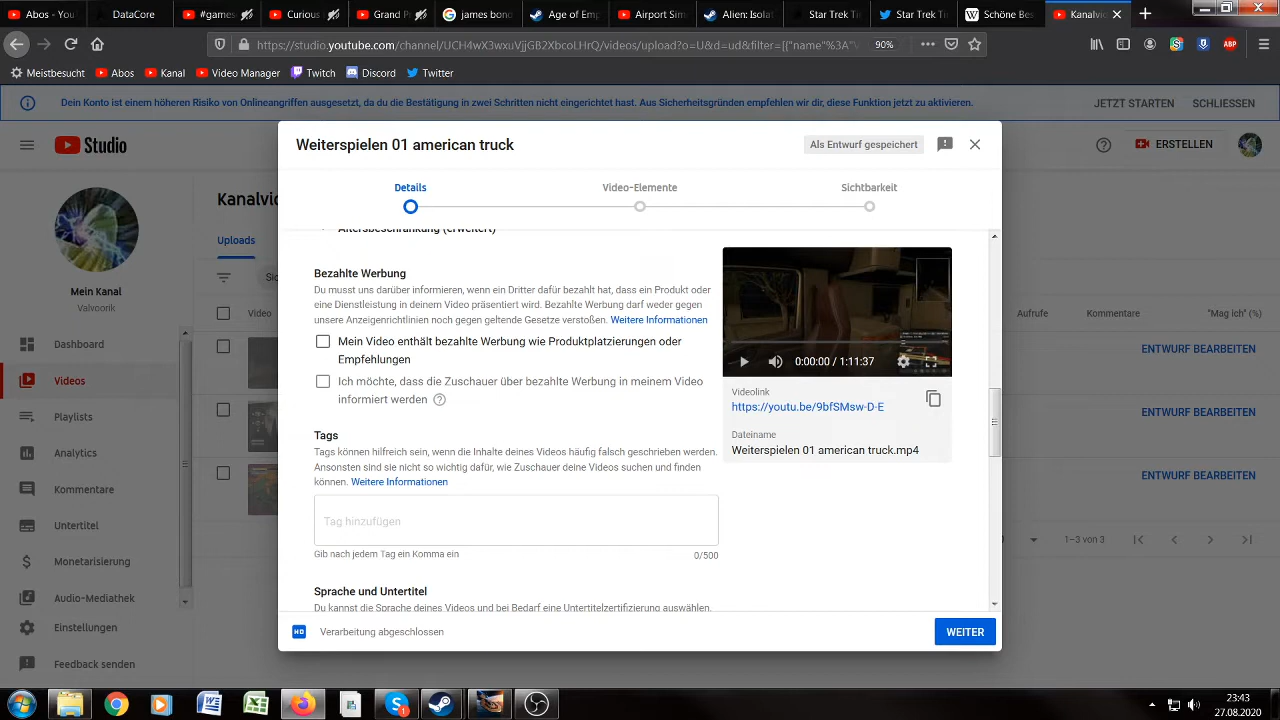 Abos - You
DataCore
#games
Curious
Grand P
james bon
Age of Emp
Airport Sim
Alien: Isola
Star Trek Ti
Star Trek Ti
Schöne Bes
Kanalvic
https://studio.youtube.com/channel/UCH4wX3wxuVjjGB2XbcoLHrQ/videos/upload?o=U&d=ud&filter=[{"name"%3A"V
90%
Meistbesucht
Abos
Kanal
Video Manager
Twitch
Discord
Twitter
Dein Konto ist einem höheren Risiko von Onlineangriffen ausgesetzt, da du die Bestätigung in zwei Schritten nicht eingerichtet hast. Aus Sicherheitsgründen empfehlen wir dir, diese Funktion jetzt zu aktivieren.
JETZT STARTEN
SCHLIESSEN
Studio
ERSTELLEN
Mein Kanal
Valvoorik
Dashboard
Videos
Playlists
Analytics
Kommentare
Untertitel
Monetarisierung
Audio-Mediathek
Einstellungen
Feedback senden
Kanalvi
Uploads
Video
Aufrufe
Kommentare
"Mag ich" (%)
ENTWURF BEARBEITEN
ENTWURF BEARBEITEN
ENTWURF BEARBEITEN
1–3 von 3
Weiterspielen 01 american truck
Als Entwurf gespeichert
Details
Video-Elemente
Sichtbarkeit
Altersbeschränkung (erweitert)
Bezahlte Werbung
Du musst uns darüber informieren, wenn ein Dritter dafür bezahlt hat, dass ein Produkt oder
eine Dienstleistung in deinem Video präsentiert wird. Bezahlte Werbung darf weder gegen
unsere Anzeigenrichtlinien noch gegen geltende Gesetze verstoßen. Weitere Informationen
Mein Video enthält bezahlte Werbung wie Produktplatzierungen oder
Empfehlungen
Ich möchte, dass die Zuschauer über bezahlte Werbung in meinem Video
informiert werden
Tags
Tags können hilfreich sein, wenn die Inhalte deines Videos häufig falsch geschrieben werden.
Ansonsten sind sie nicht so wichtig dafür, wie Zuschauer deine Videos suchen und finden
können. Weitere Informationen
Tag hinzufügen
Gib nach jedem Tag ein Komma ein
0/500
Sprache und Untertitel
Du kannst die Sprache deines Videos und bei Bedarf eine Untertitelzertifizierung auswählen.
0:00:00 / 1:11:37
Videolink
https://youtu.be/9bfSMsw-D-E
Dateiname
Weiterspielen 01 american truck.mp4
HD
Verarbeitung abgeschlossen
WEITER
23:43
27.08.2020